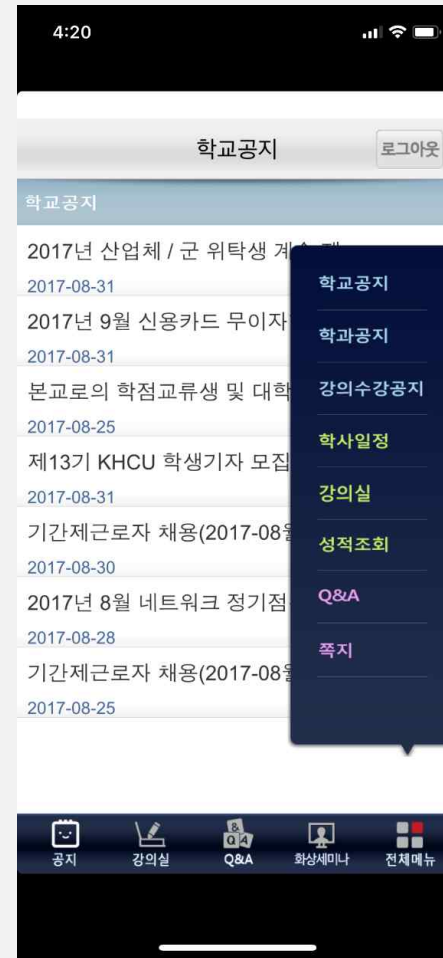 4:20
학교공지
로그아웃
학교공지
2017년 산업체 / 군 위탁생
2017-08-31
2017년 9월 신용카드 무이자
2017-08-31
본교로의 학점교류생 및 대학
2017-08-25
제13기 KHCU 학생기자 모집
2017-08-31
기간제근로자 채용(2017-08월
2017-08-30
2017년 8월 네트워크 정기점
2017-08-28
기간제근로자 채용(2017-08월
2017-08-25
학교공지
학과공지
강의수강공지
학사일정
강의실
성적조회
Q&A
쪽지
공지
강의실
Q&A
화상세미나
전체메뉴